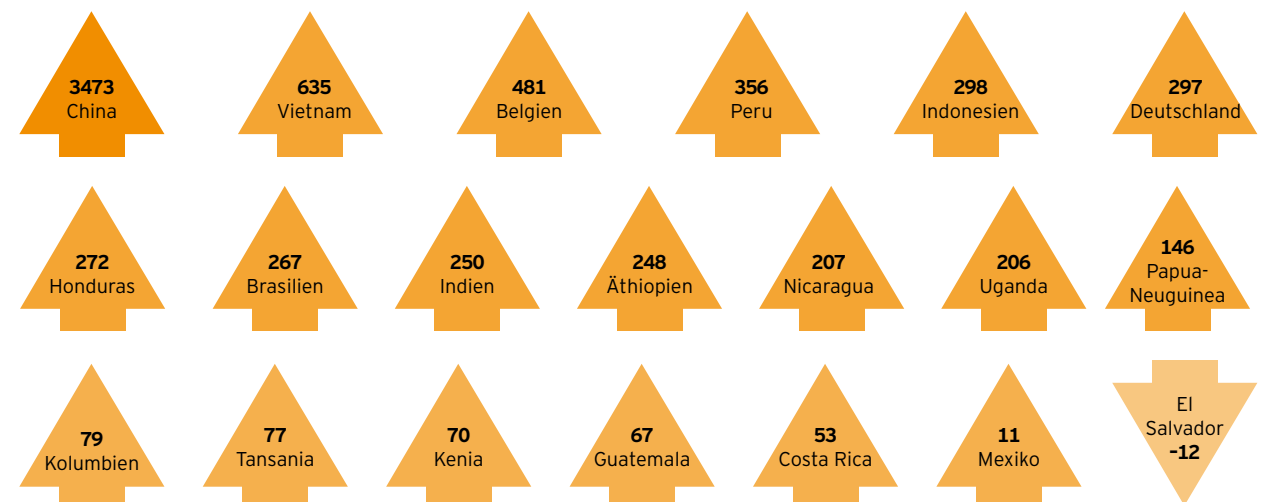 3473
China
635
Vietnam
481
Belgien
356
Peru
298
Indonesien
297
Deutschland
272
Honduras
267
Brasilien
250
Indien
248
Äthiopien
207
Nicaragua
206
Uganda
146
Papua-
Neuguinea
79
Kolumbien
77
Tansania
70
Kenia
67
Guatemala
53
Costa Rica
11
Mexiko
El
Salvador
-12